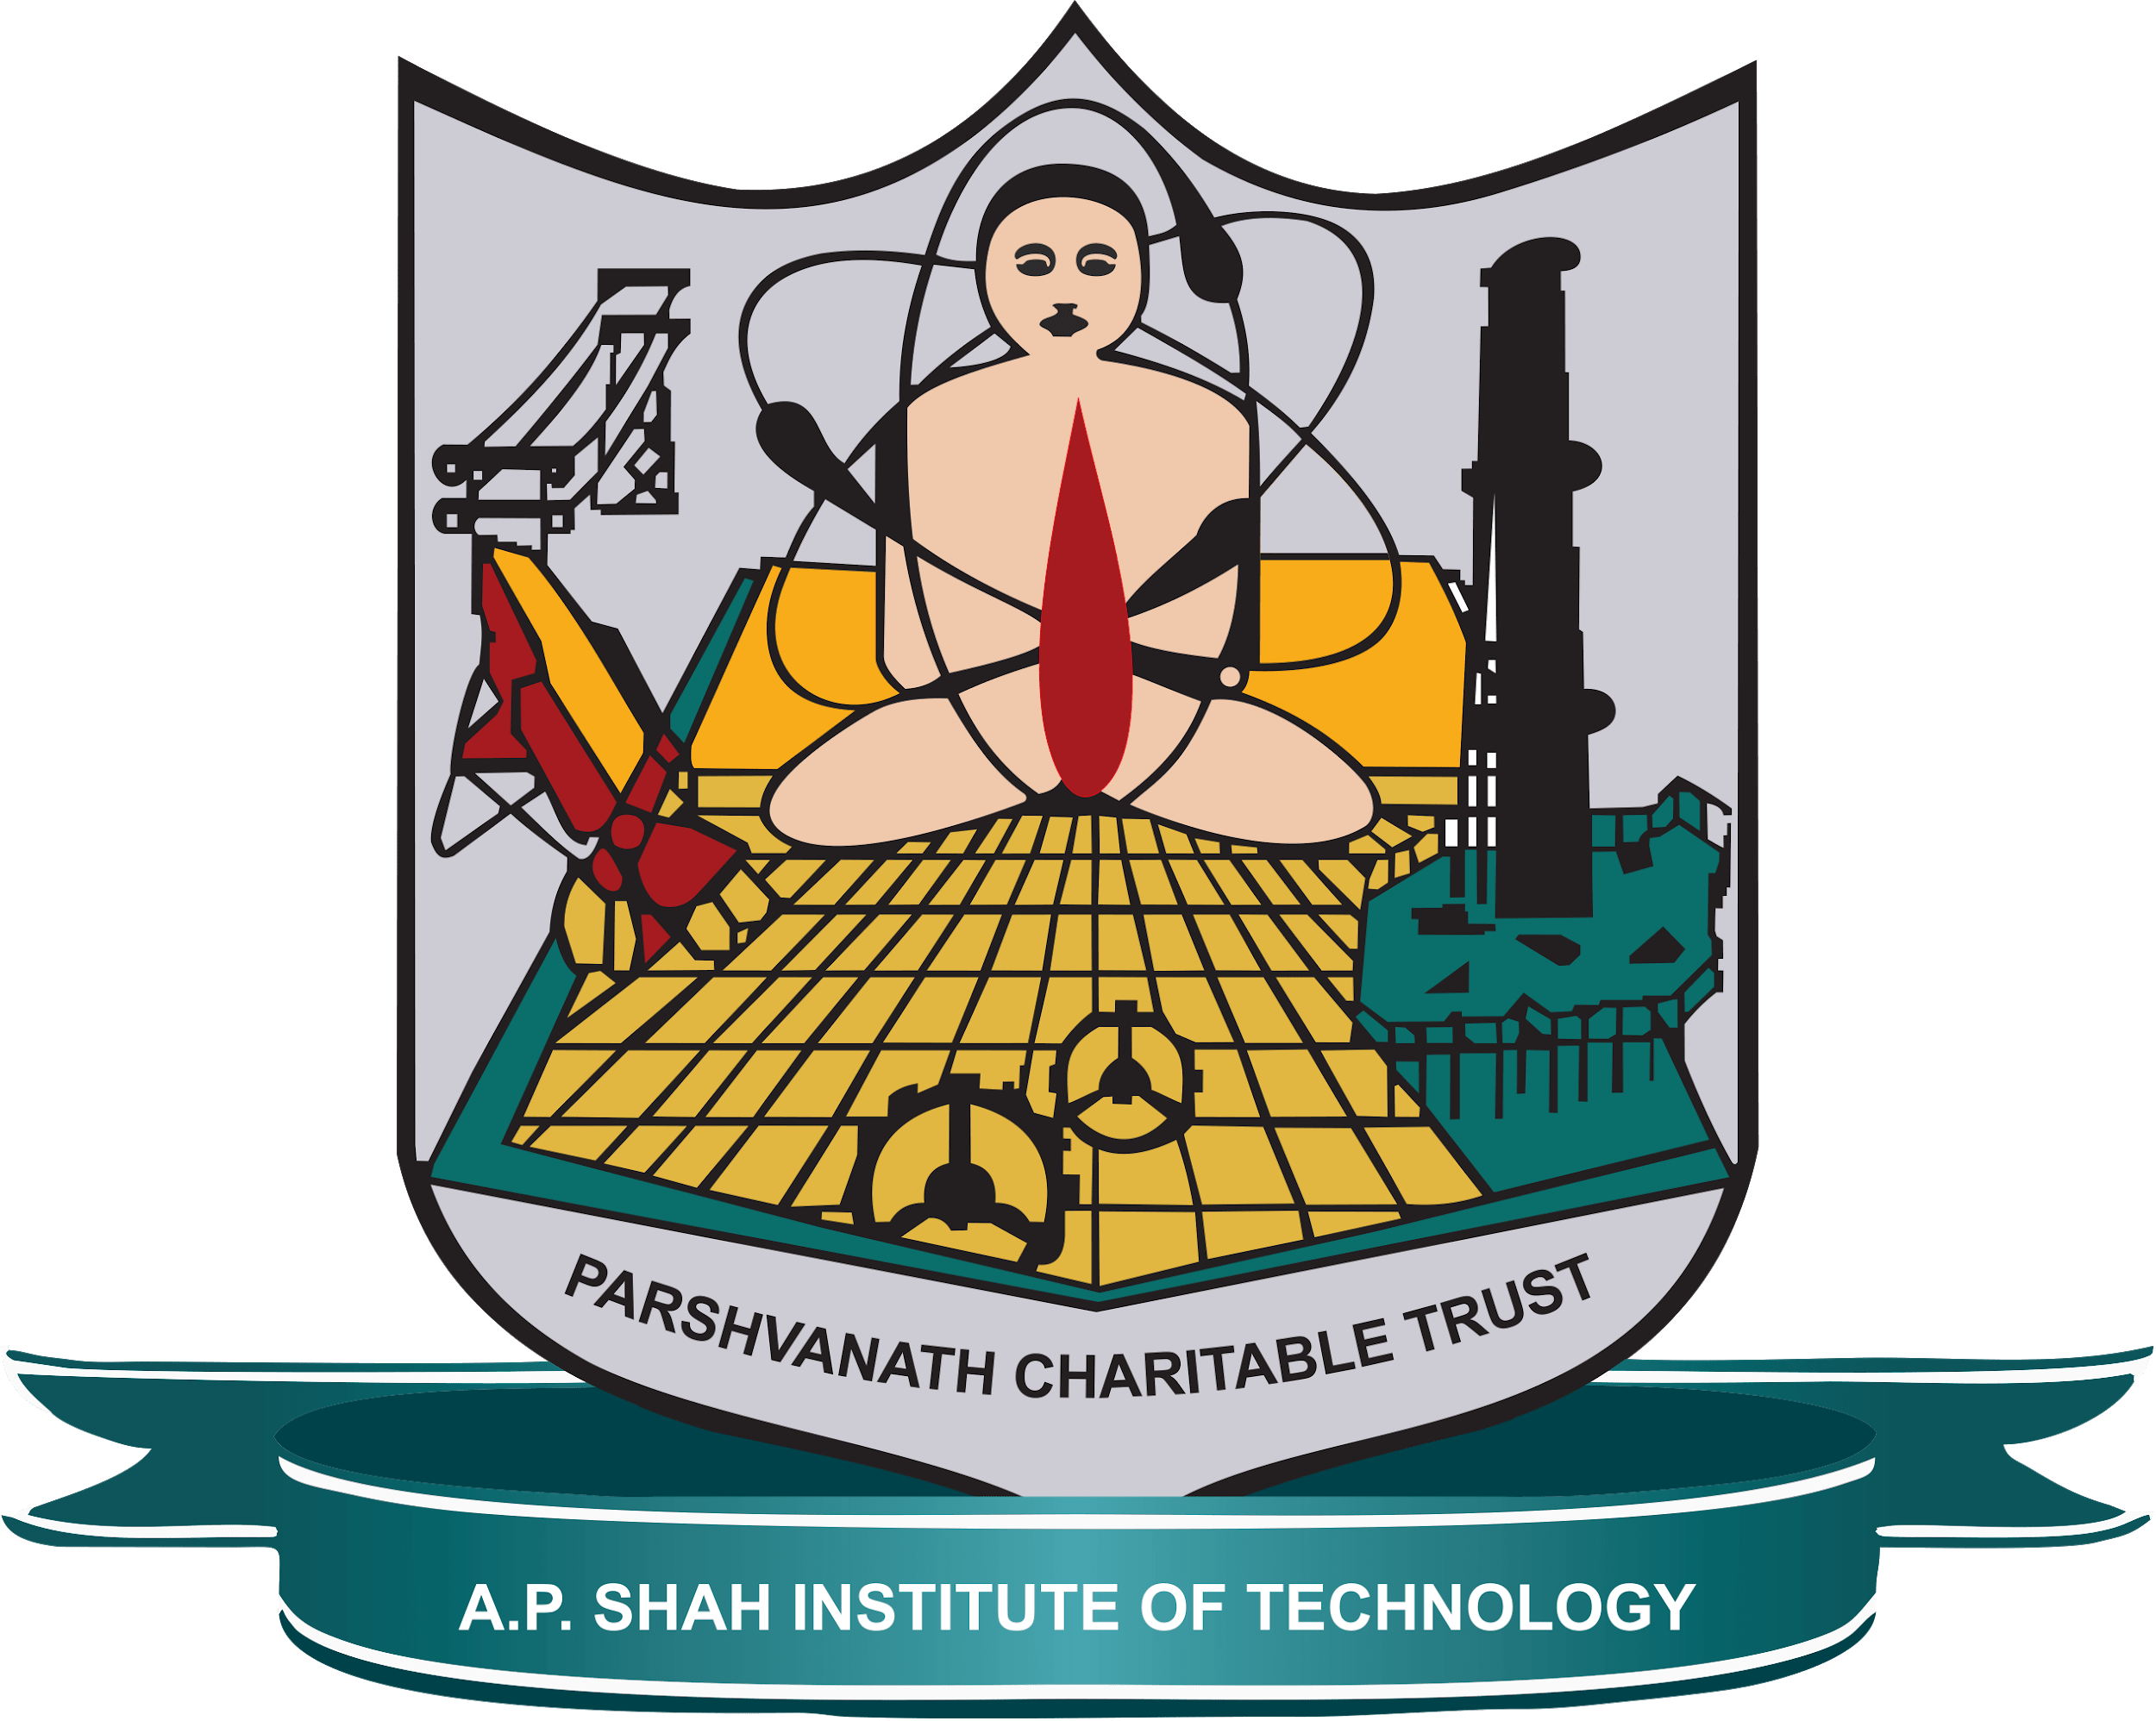 PARSHVANATH CHARITABLE TRUST
A.P. SHAH INSTITUTE OF TECHNOLOGY